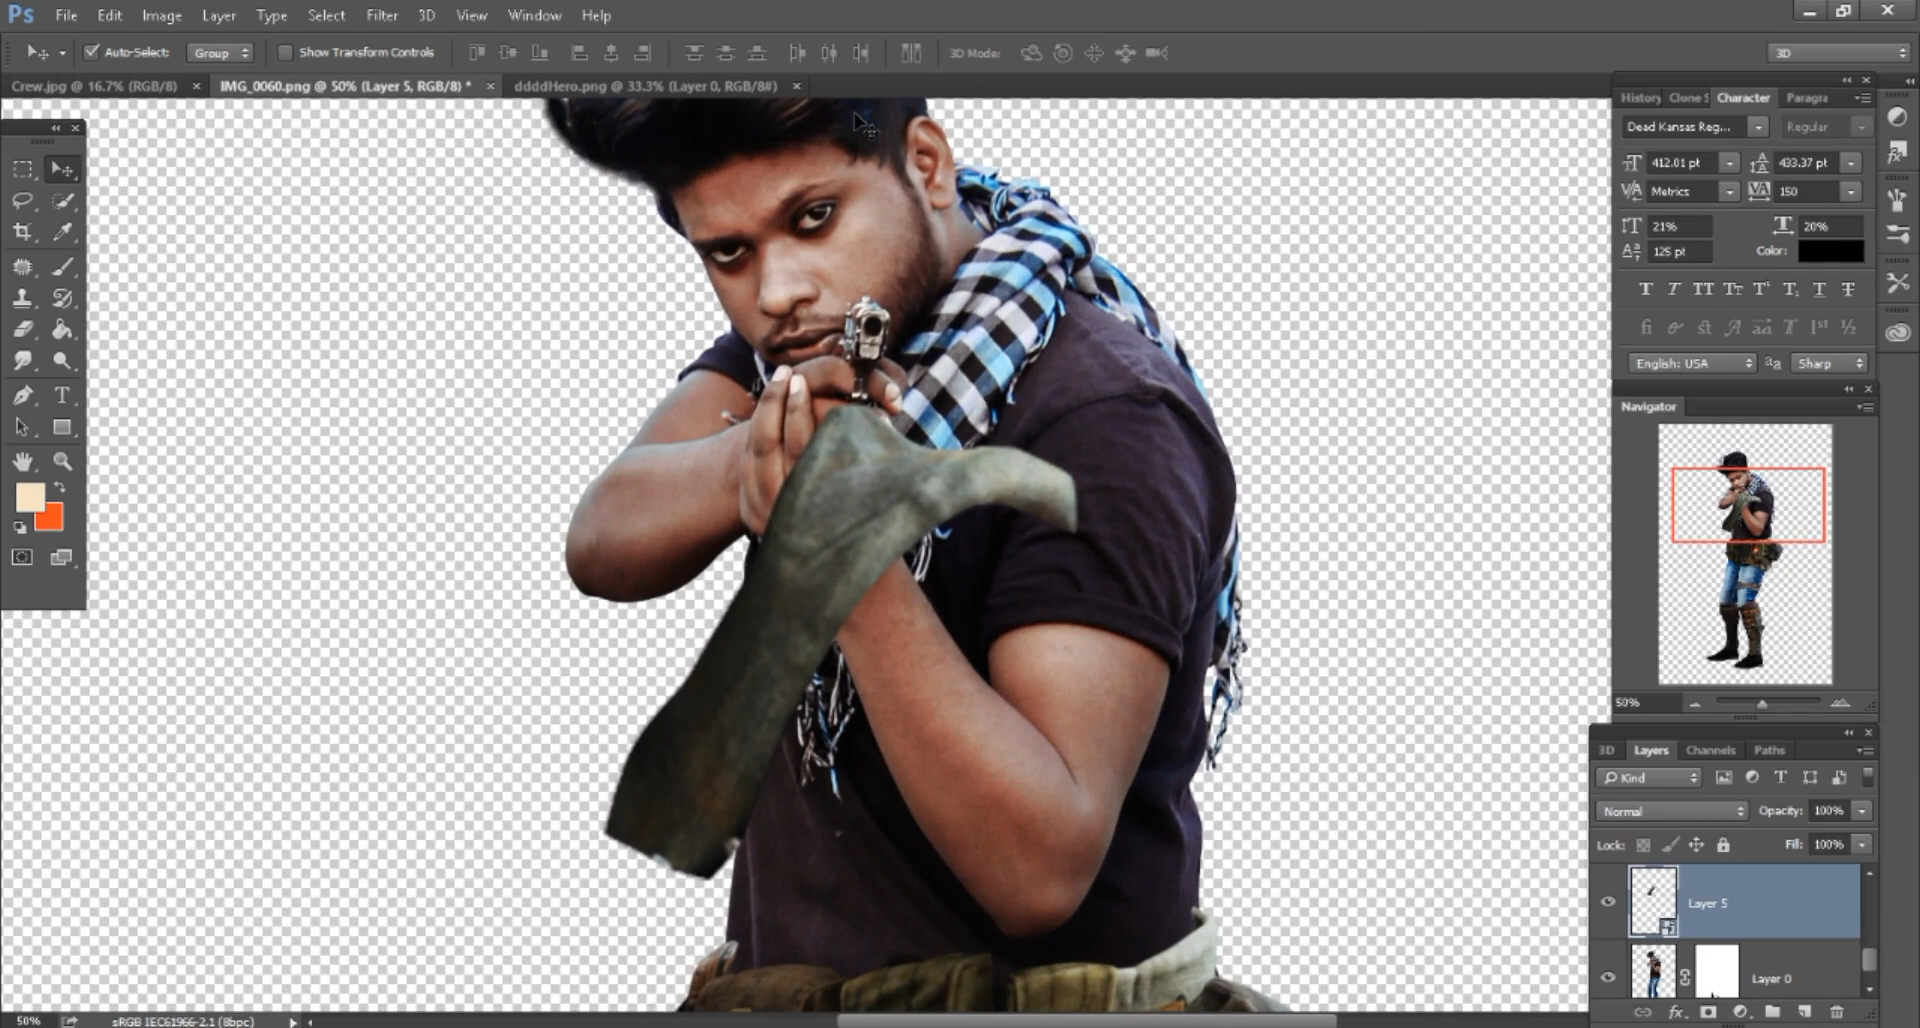 Ps File Edit Image Layer Type Select Filter 3D View Window Help
Auto-Select: Group Show Transform Controls 3D Mode: 3D
Crew.jpg @ 16.7% (RGB/8) × IMG_0060.png @ 50% (Layer 5, RGB/8) * × ddddHero.png @ 33.3% (Layer 0, RGB/8#) ×
History Clone S Character Paragra
Dead Kansas Reg... Regular
412.01 pt 433.37 pt
Metrics 150
21% 20%
125 pt Color:
English: USA aa Sharp
Navigator
50%
3D Layers Channels Paths
Kind
Normal Opacity: 100%
Lock: Fill: 100%
Layer 5
Layer 0
50% sRGB IEC61966-2.1 (8bpc)